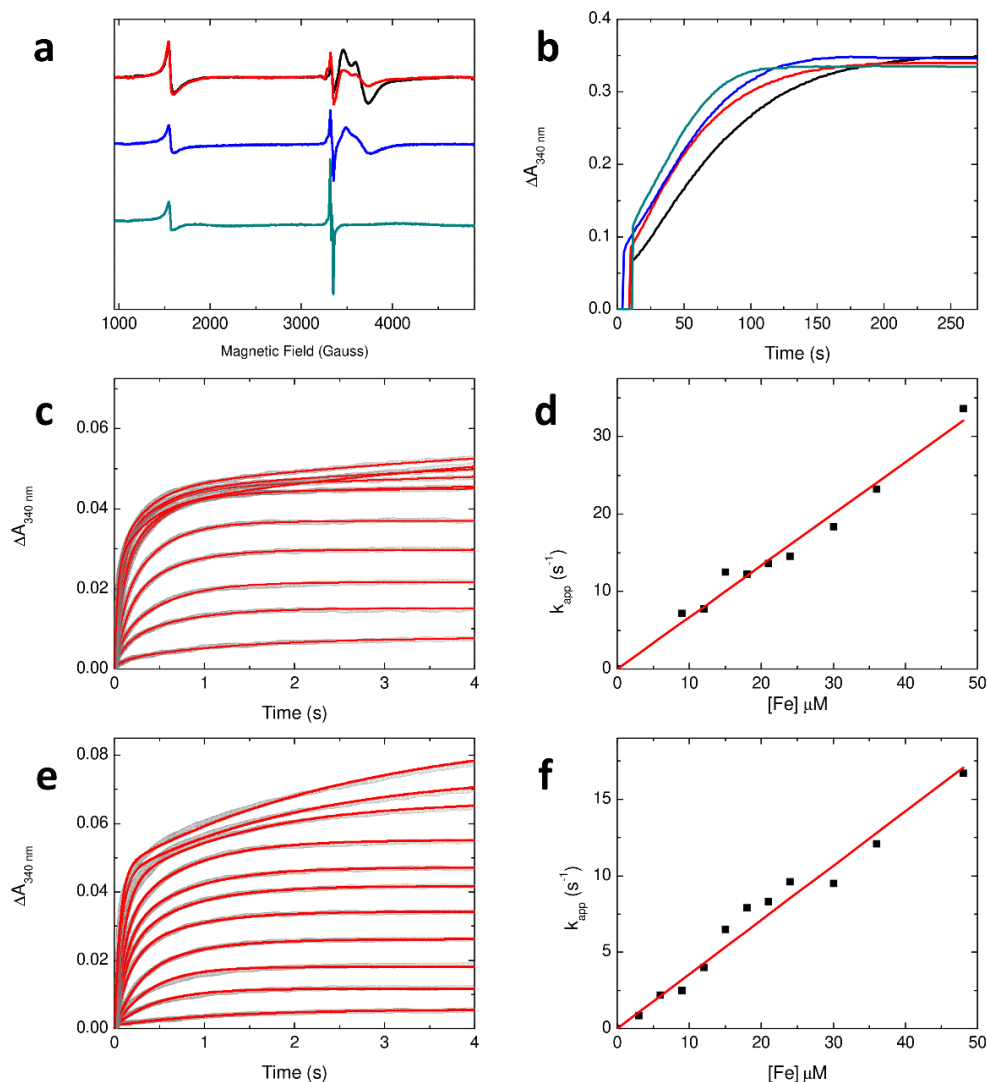 a
1000 2000 3000 4000
Magnetic Field (Gauss)
b
0.4
0.3
0.2
0.1
0.0
ΔA340 nm
0 50 100 150 200 250
Time (s)
c
0.06
0.04
0.02
0.00
ΔA340 nm
0 1 2 3 4
Time (s)
d
30
20
10
0
kapp (s-1)
0 10 20 30 40 50
[Fe] μM
e
0.08
0.06
0.04
0.02
0.00
ΔA340 nm
0 1 2 3 4
Time (s)
f
15
10
5
0
kapp (s-1)
0 10 20 30 40 50
[Fe] μM